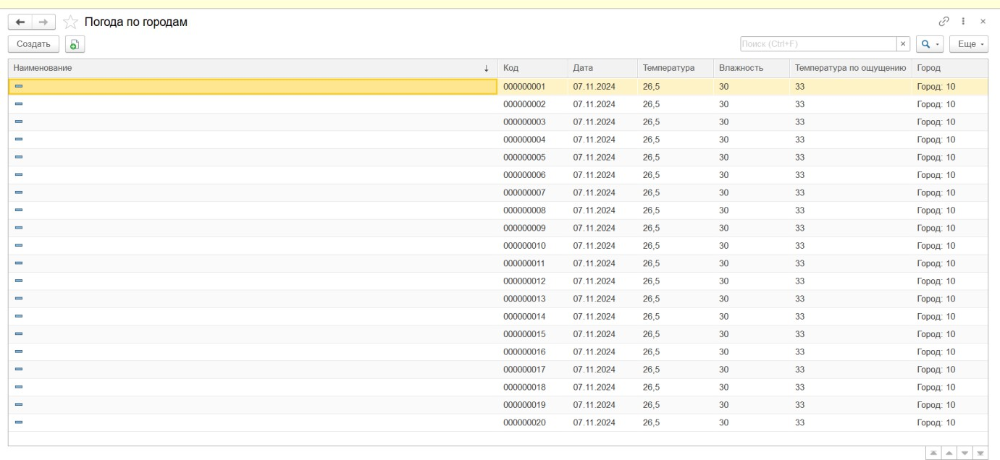 Погода по городам
Создать Поиск (Ctrl+F) Еще
Наименование Код Дата Температура Влажность Температура по ощущению Город
000000001 07.11.2024 26,5 30 33 Город: 10
000000002 07.11.2024 26,5 30 33 Город: 10
000000003 07.11.2024 26,5 30 33 Город: 10
000000004 07.11.2024 26,5 30 33 Город: 10
000000005 07.11.2024 26,5 30 33 Город: 10
000000006 07.11.2024 26,5 30 33 Город: 10
000000007 07.11.2024 26,5 30 33 Город: 10
000000008 07.11.2024 26,5 30 33 Город: 10
000000009 07.11.2024 26,5 30 33 Город: 10
000000010 07.11.2024 26,5 30 33 Город: 10
000000011 07.11.2024 26,5 30 33 Город: 10
000000012 07.11.2024 26,5 30 33 Город: 10
000000013 07.11.2024 26,5 30 33 Город: 10
000000014 07.11.2024 26,5 30 33 Город: 10
000000015 07.11.2024 26,5 30 33 Город: 10
000000016 07.11.2024 26,5 30 33 Город: 10
000000017 07.11.2024 26,5 30 33 Город: 10
000000018 07.11.2024 26,5 30 33 Город: 10
000000019 07.11.2024 26,5 30 33 Город: 10
000000020 07.11.2024 26,5 30 33 Город: 10